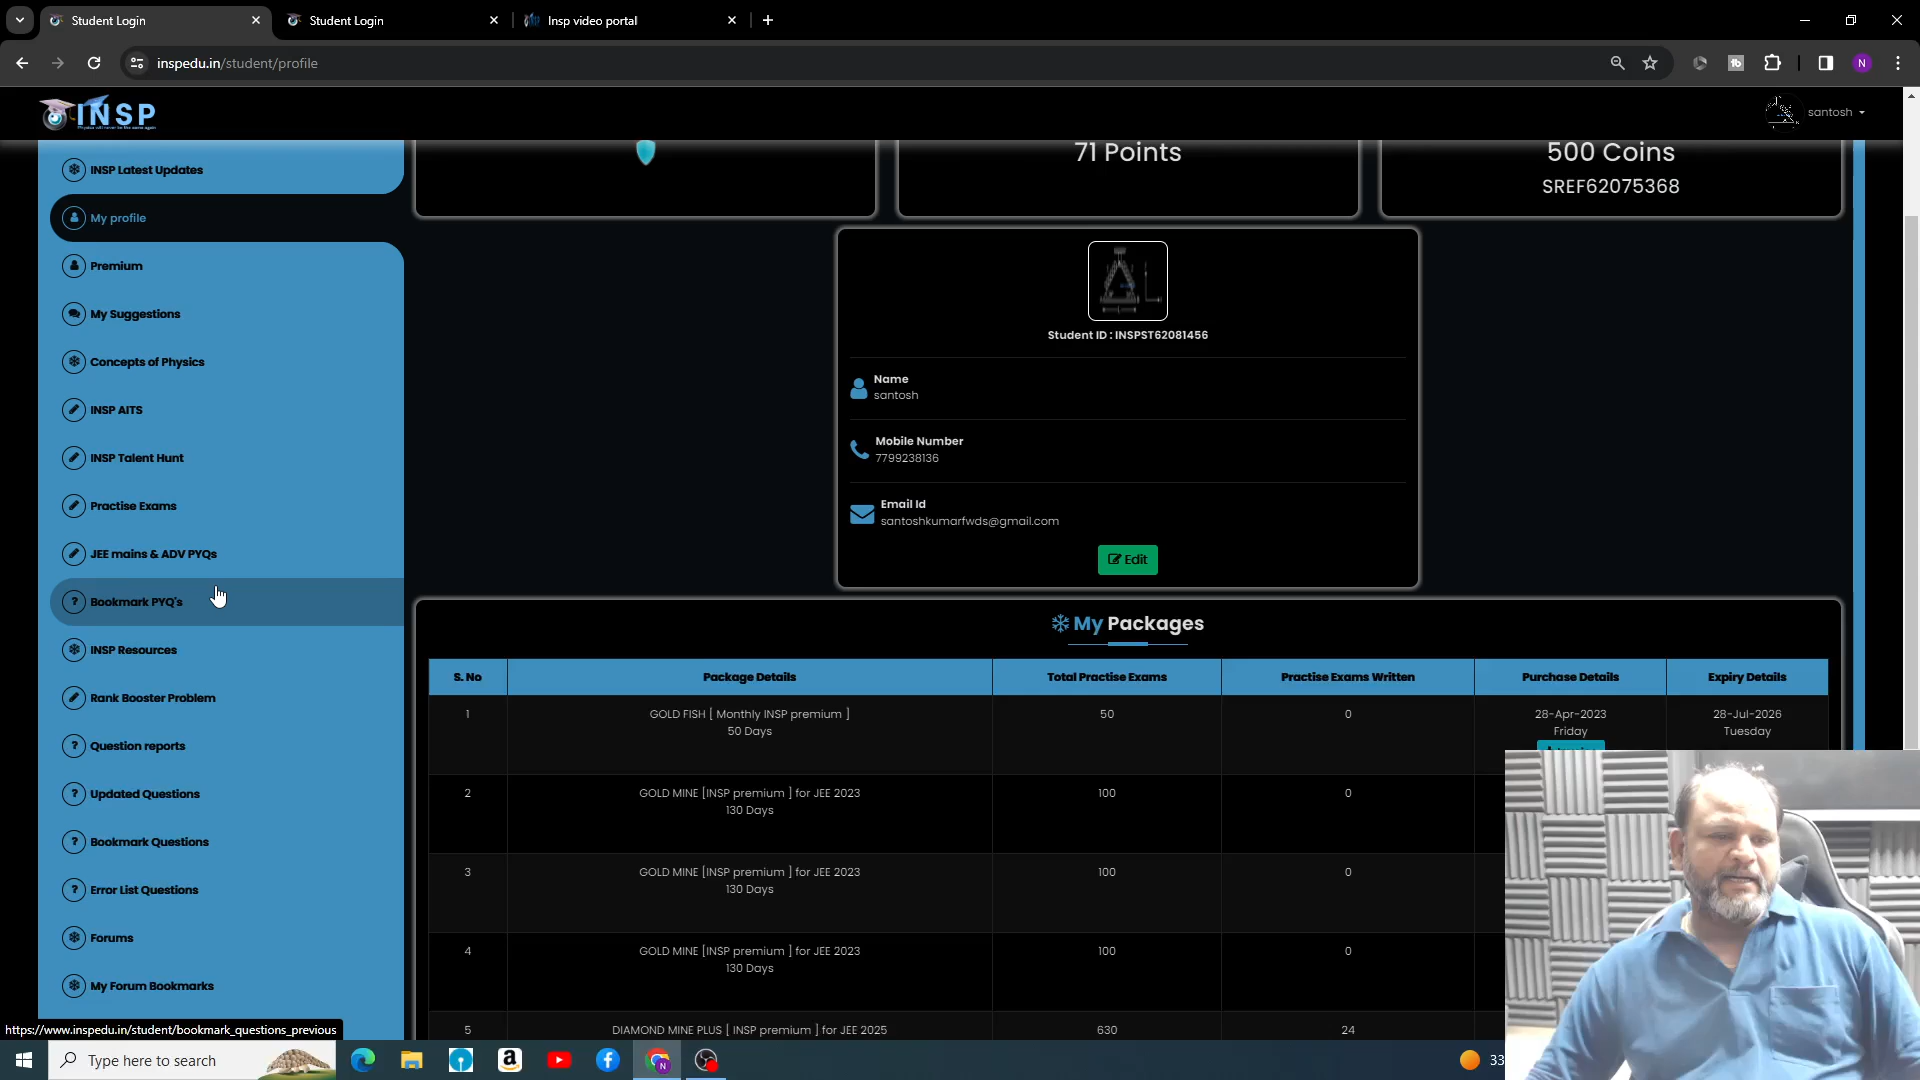 Student Login
Student Login
Insp video portal
inspedu.in/student/profile
N
INSP
santosh
INSP Latest Updates
My profile
Premium
My Suggestions
Concepts of Physics
INSP AITS
INSP Talent Hunt
Practise Exams
JEE mains & ADV PYQs
Bookmark PYQ's
INSP Resources
Rank Booster Problem
Question reports
Updated Questions
Bookmark Questions
Error List Questions
Forums
My Forum Bookmarks
https://www.inspedu.in/student/bookmark_questions_previous
71 Points
500 Coins
SREF62075368
Student ID : INSPST62081456
Name
santosh
Mobile Number
7799238136
Email Id
santoshkumarfwds@gmail.com
Edit
My Packages
S. No Package Details Total Practise Exams Practise Exams Written Purchase Details Expiry Details
1 GOLD FISH [ Monthly INSP premium ] 50 0 28-Apr-2023 28-Jul-2026
50 Days Friday Tuesday
2 GOLD MINE [INSP premium ] for JEE 2023 100 0
130 Days
3 GOLD MINE [INSP premium ] for JEE 2023 100 0
130 Days
4 GOLD MINE [INSP premium ] for JEE 2023 100 0
130 Days
5 DIAMOND MINE PLUS [ INSP premium ] for JEE 2025 630 24
Type here to search
33